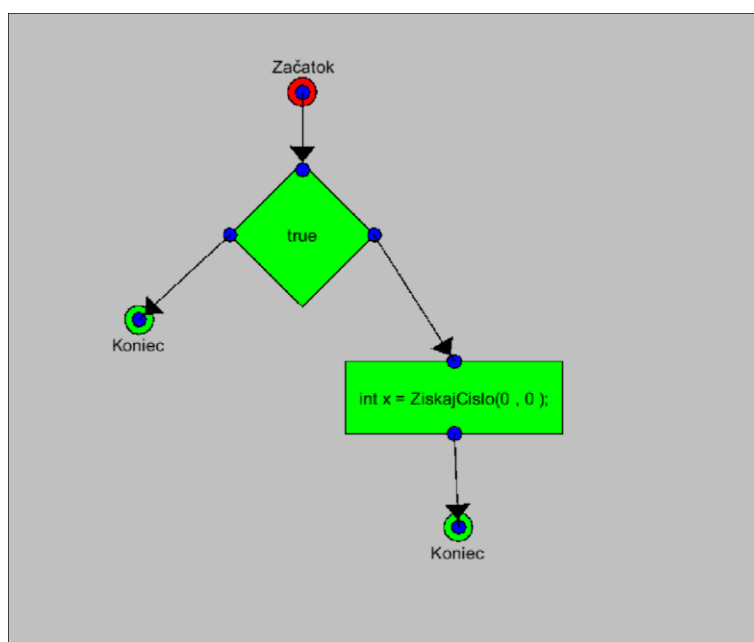 Začatok
true
Koniec
int x = ZiskajCislo(0 , 0 );
Koniec